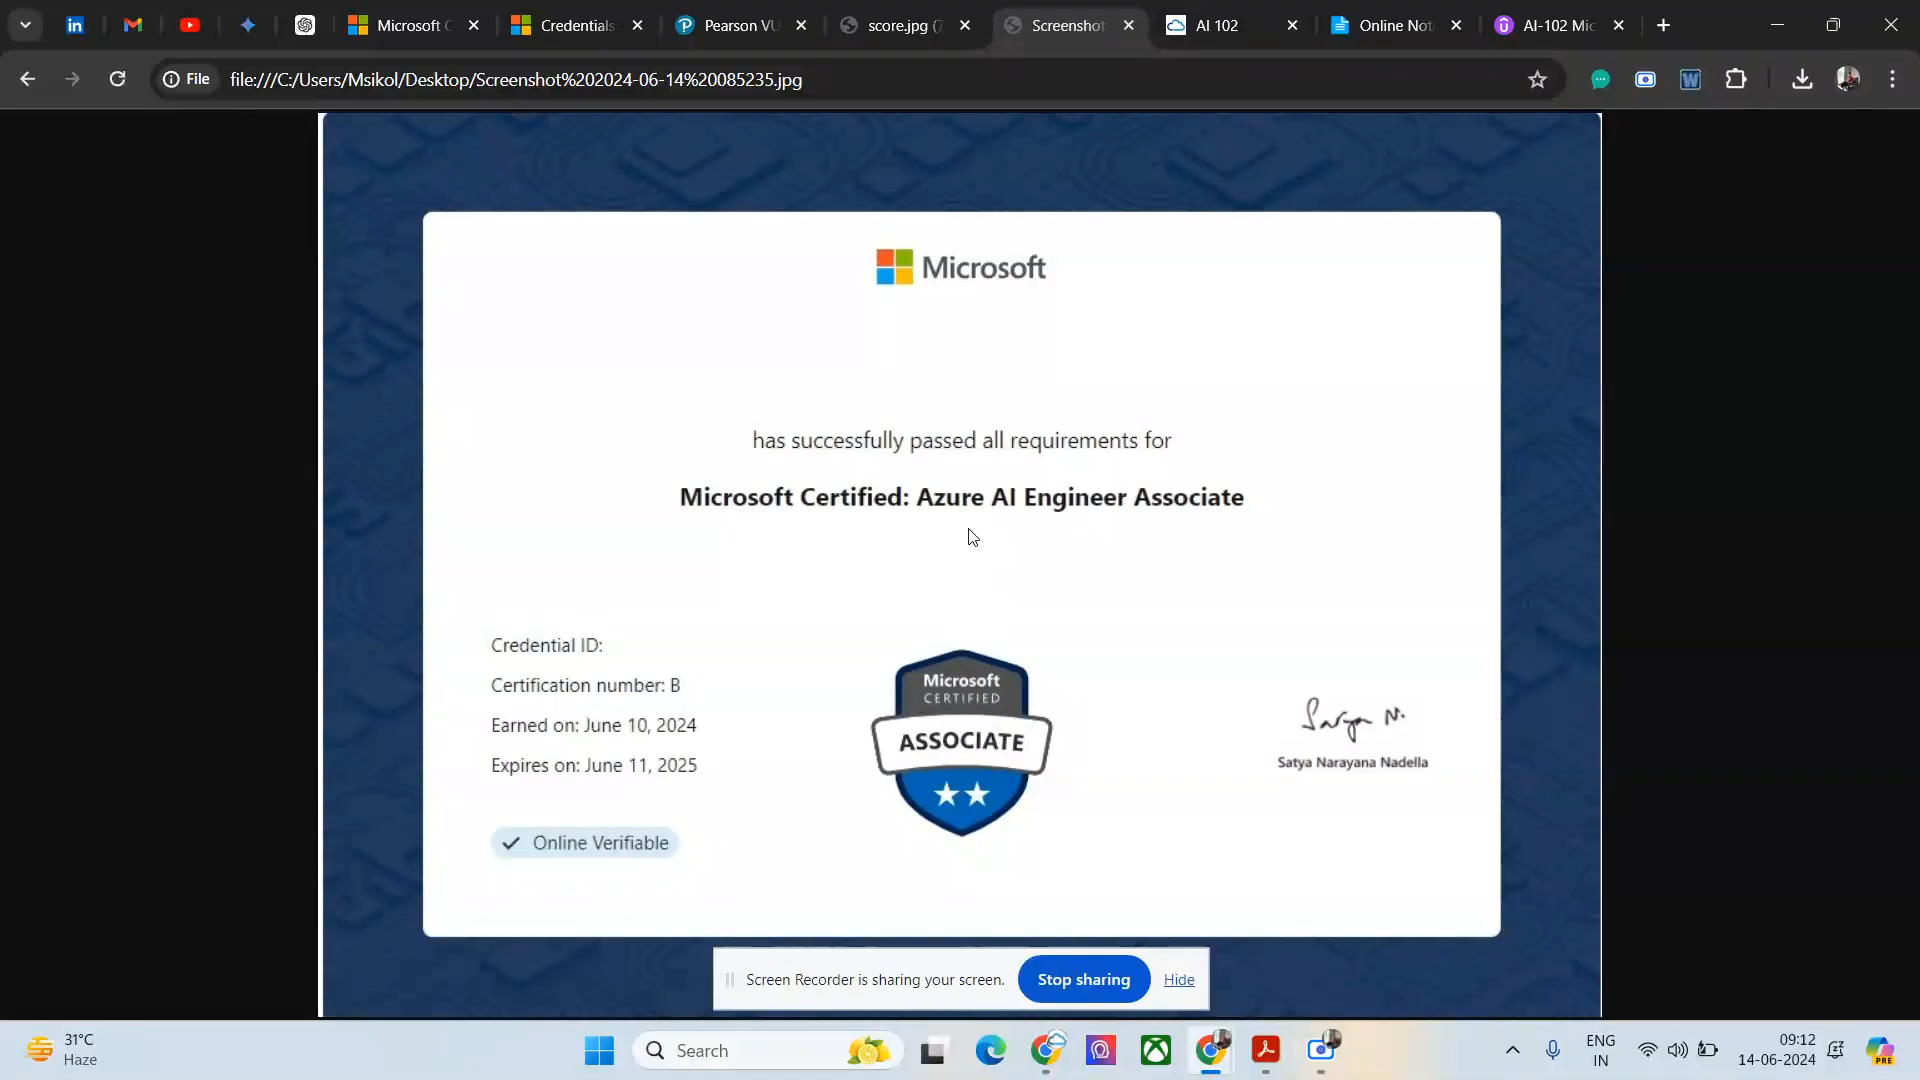 Microsoft C
Credentials
Pearson VU
score.jpg (7
Screenshot
AI 102
Online Not
AI-102 Mic
File
file:///C:/Users/Msikol/Desktop/Screenshot%202024-06-14%20085235.jpg
Microsoft
has successfully passed all requirements for
Microsoft Certified: Azure AI Engineer Associate
Credential ID:
Certification number: B
Earned on: June 10, 2024
Expires on: June 11, 2025
Online Verifiable
Microsoft
CERTIFIED
ASSOCIATE
Satya N.
Satya Narayana Nadella
Screen Recorder is sharing your screen.
Stop sharing
Hide
31°C
Haze
Search
ENG
IN
09:12
14-06-2024
PRE